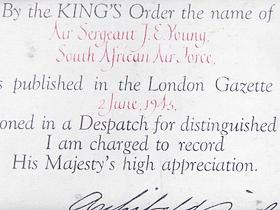 By the KING'S Order the name of
Air Sergeant J.E. Young,
South African Air Force,
s published in the London Gazette
2 June, 1943.
oned in a Despatch for distinguished
I am charged to record
His Majesty's high appreciation.